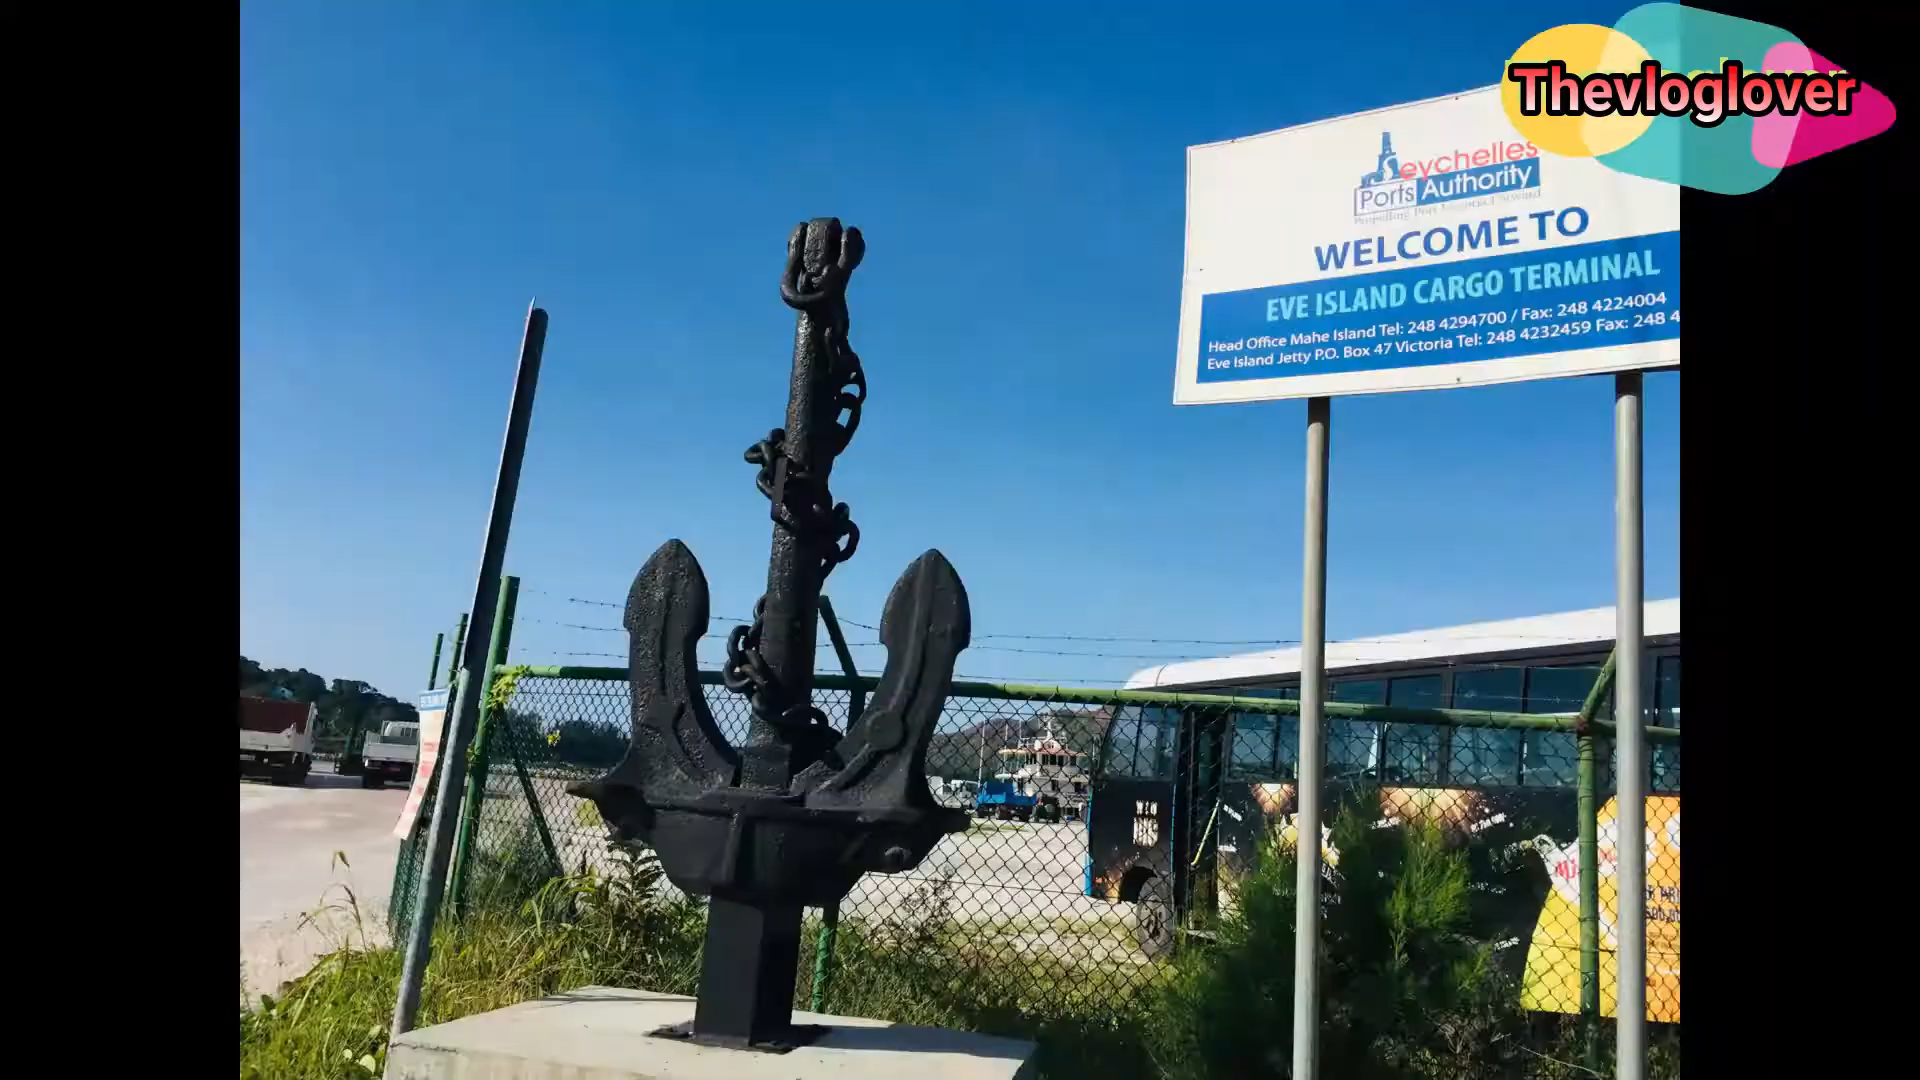 Thevloglover
Seychelles
Ports Authority
WELCOME TO
EVE ISLAND CARGO TERMINAL
Head Office Mahe Island Tel: 248 4294700 / Fax: 248 4224004
Eve Island Jetty P.O. Box 47 Victoria Tel: 248 4232459 Fax: 248 4